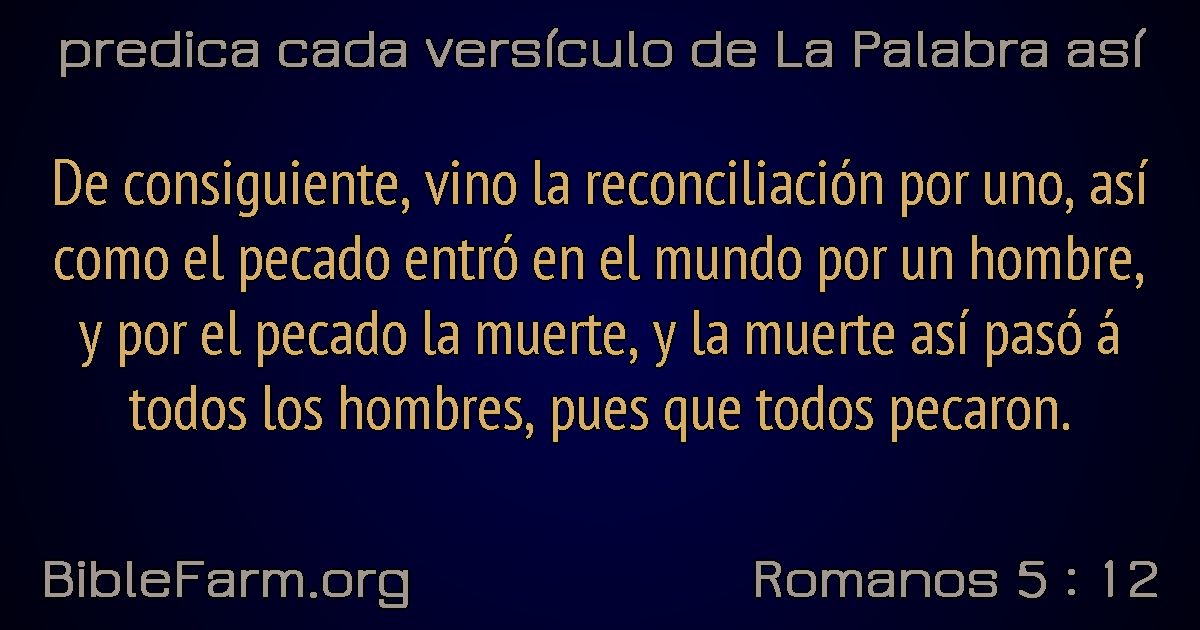 predica cada versículo de La Palabra así
De consiguiente, vino la reconciliación por uno, así
como el pecado entró en el mundo por un hombre,
y por el pecado la muerte, y la muerte así pasó á
todos los hombres, pues que todos pecaron.
BibleFarm.org
Romanos 5 : 12